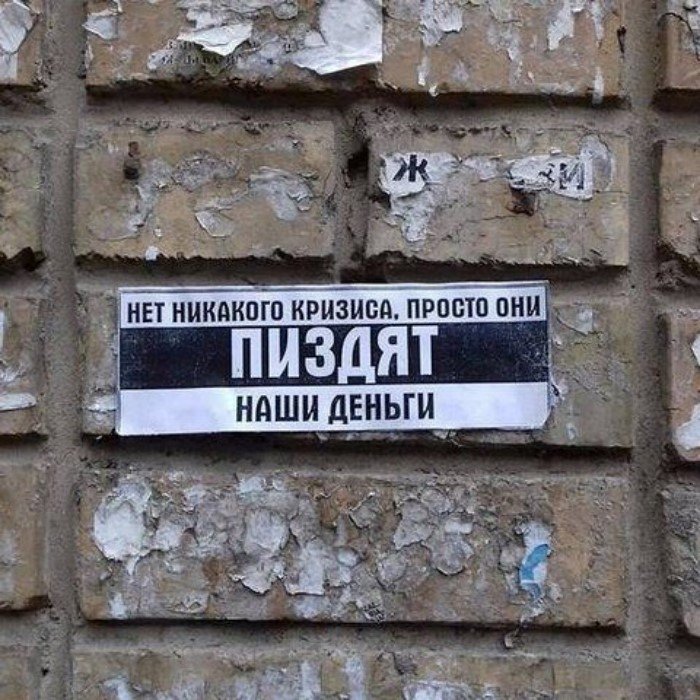 Ж
НЕТ НИКАКОГО КРИЗИСА, ПРОСТО ОНИ
ПИЗДЯТ
НАШИ ДЕНЬГИ